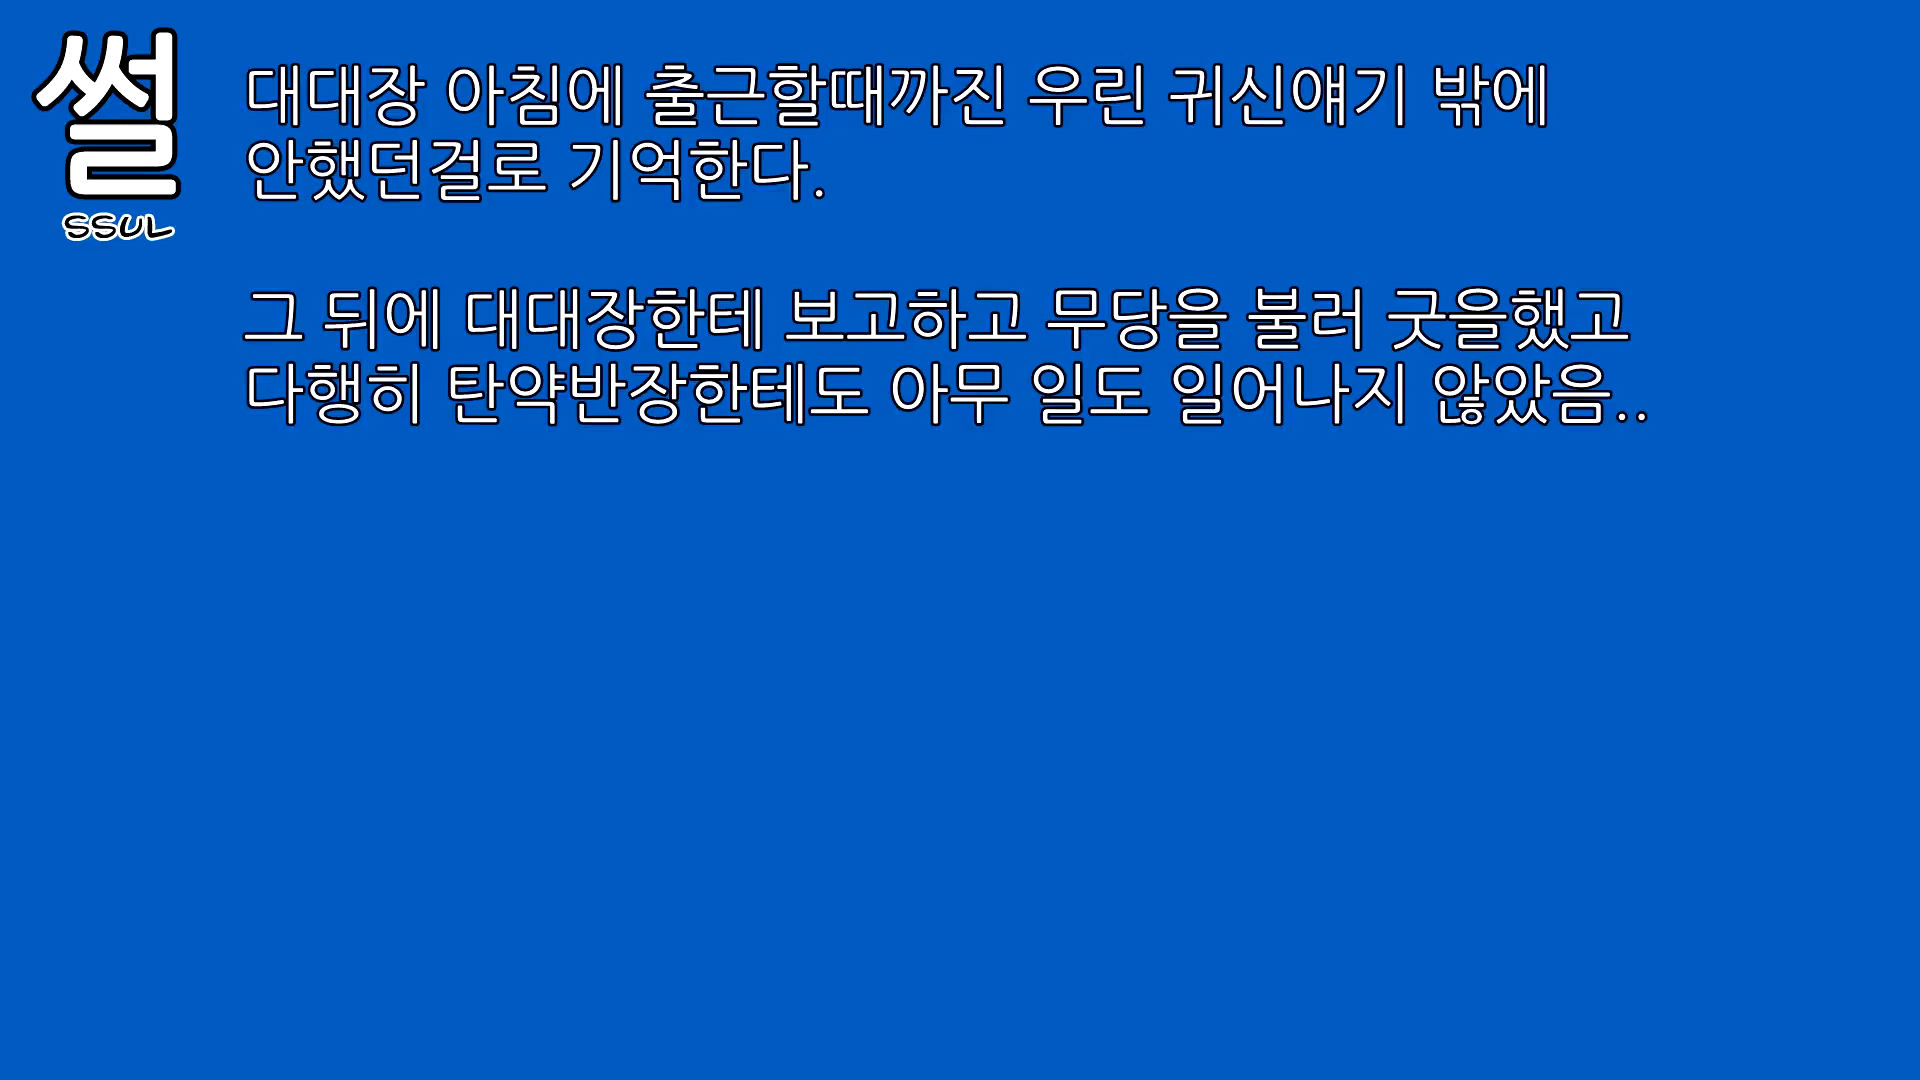 썰
SSUL
대대장 아침에 출근할때까진 우린 귀신얘기 밖에
안했던걸로 기억한다.
그 뒤에 대대장한테 보고하고 무당을 불러 굿을했고
다행히 탄약반장한테도 아무 일도 일어나지 않았음..